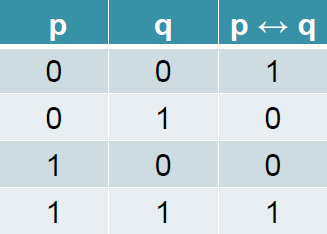 p q p ↔ q
0 0 1
0 1 0
1 0 0
1 1 1